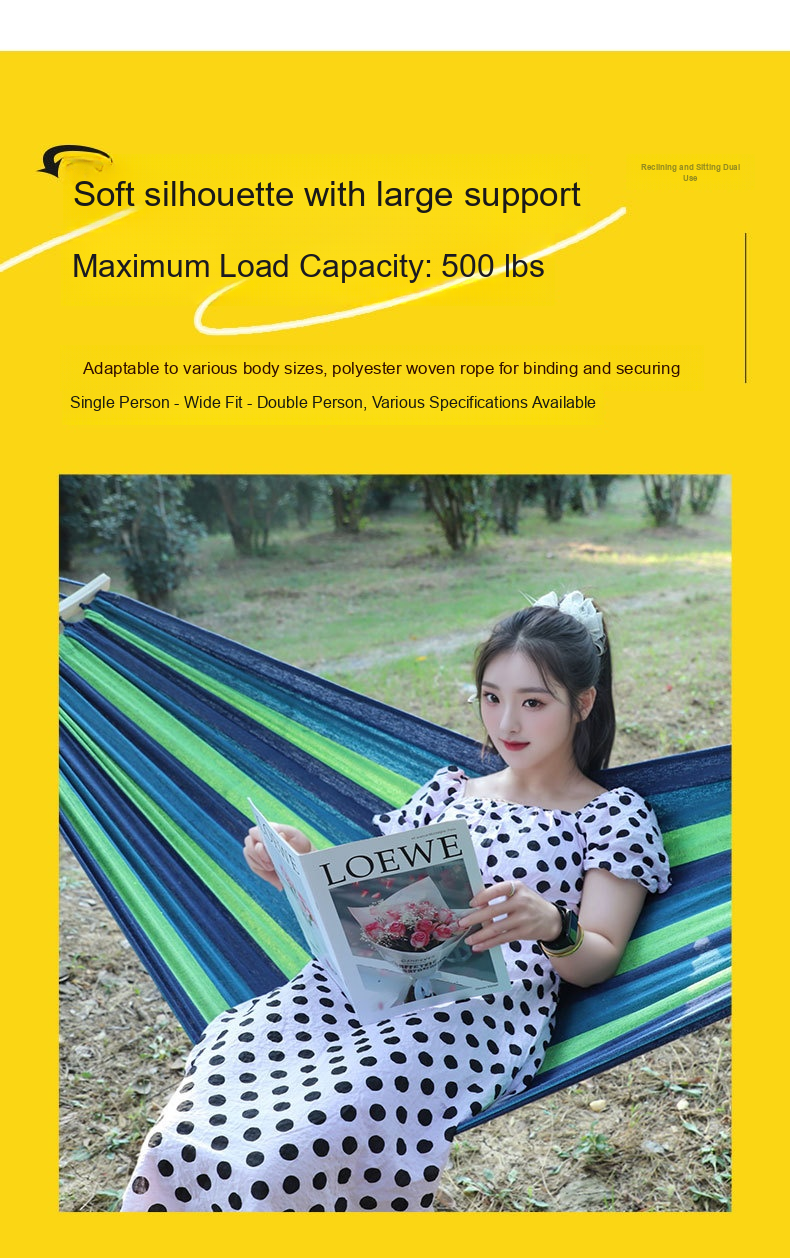 Soft silhouette with large support
Reclining and Sitting Dual
Use
Maximum Load Capacity: 500 lbs
Adaptable to various body sizes, polyester woven rope for binding and securing
Single Person - Wide Fit - Double Person, Various Specifications Available
LOEWE